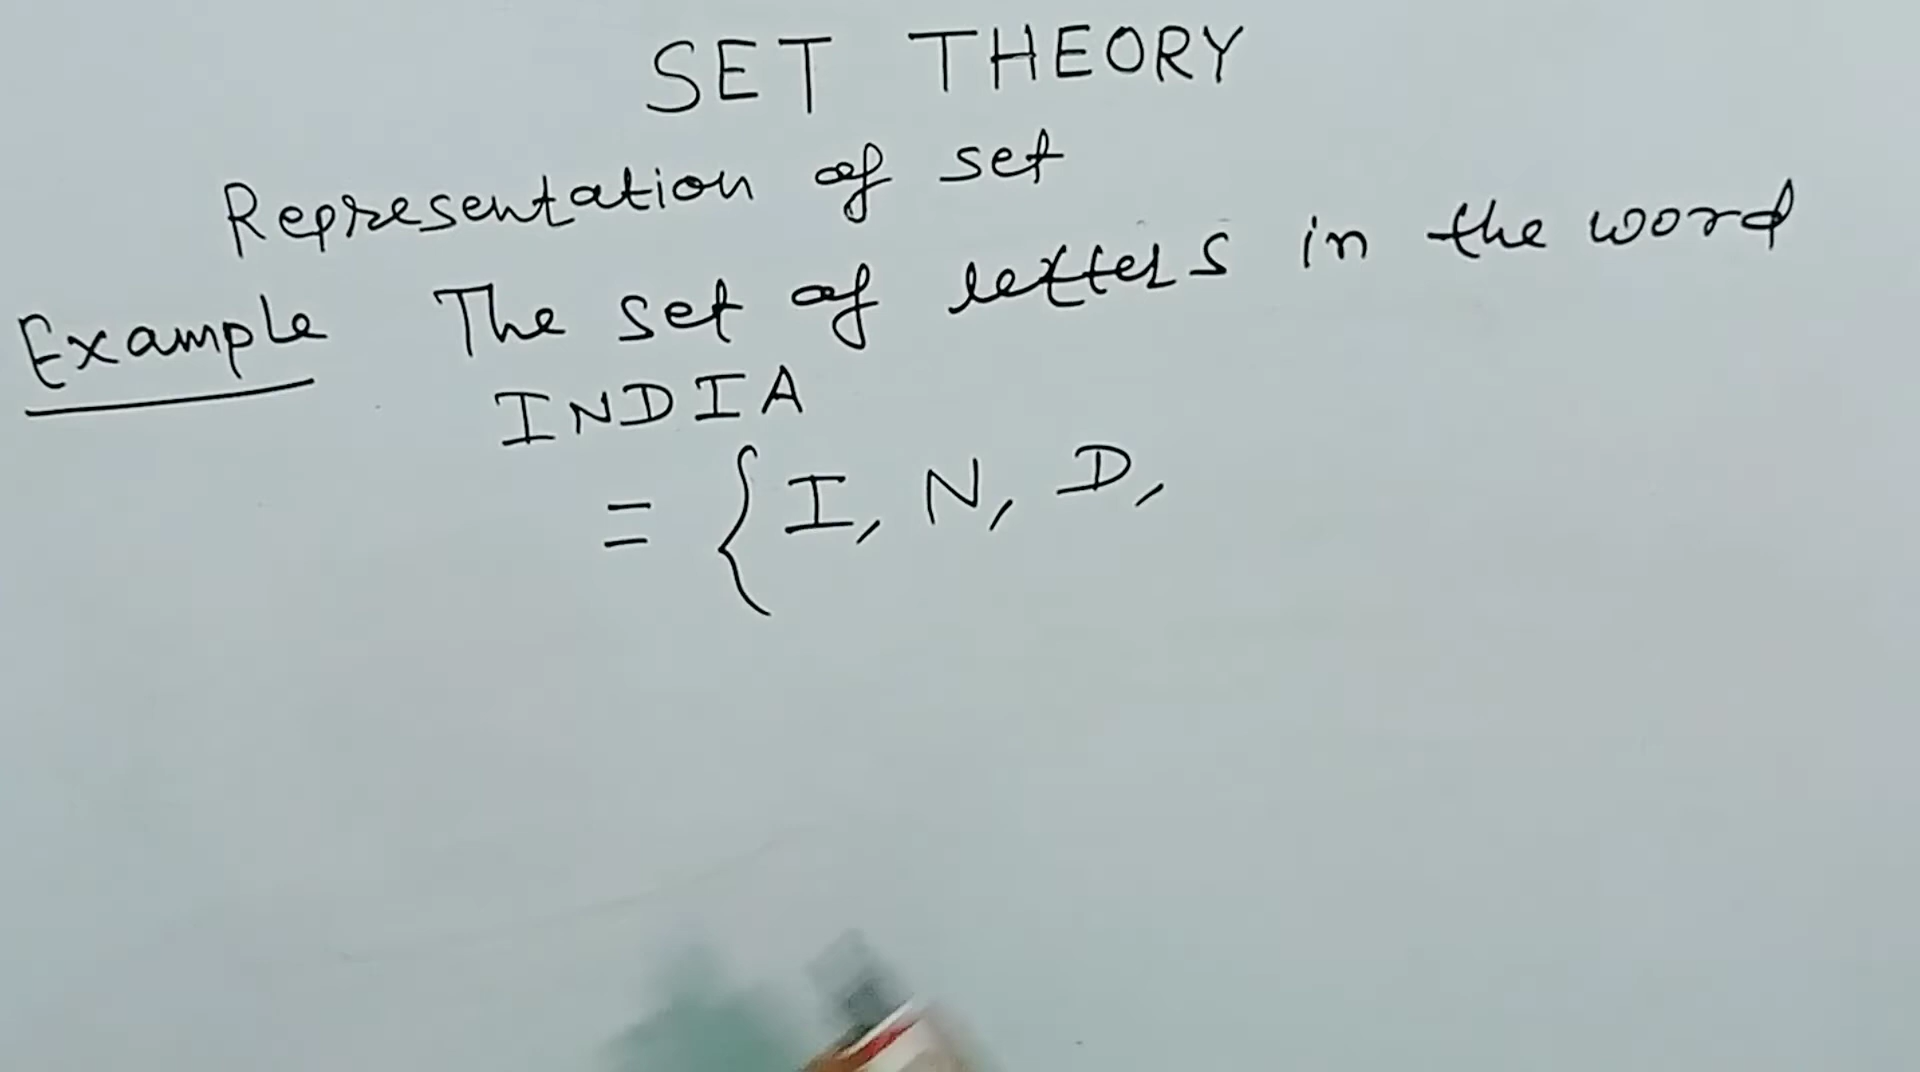 SET THEORY
Representation of set
Example The set of letters in the word
INDIA
= { I, N, D,